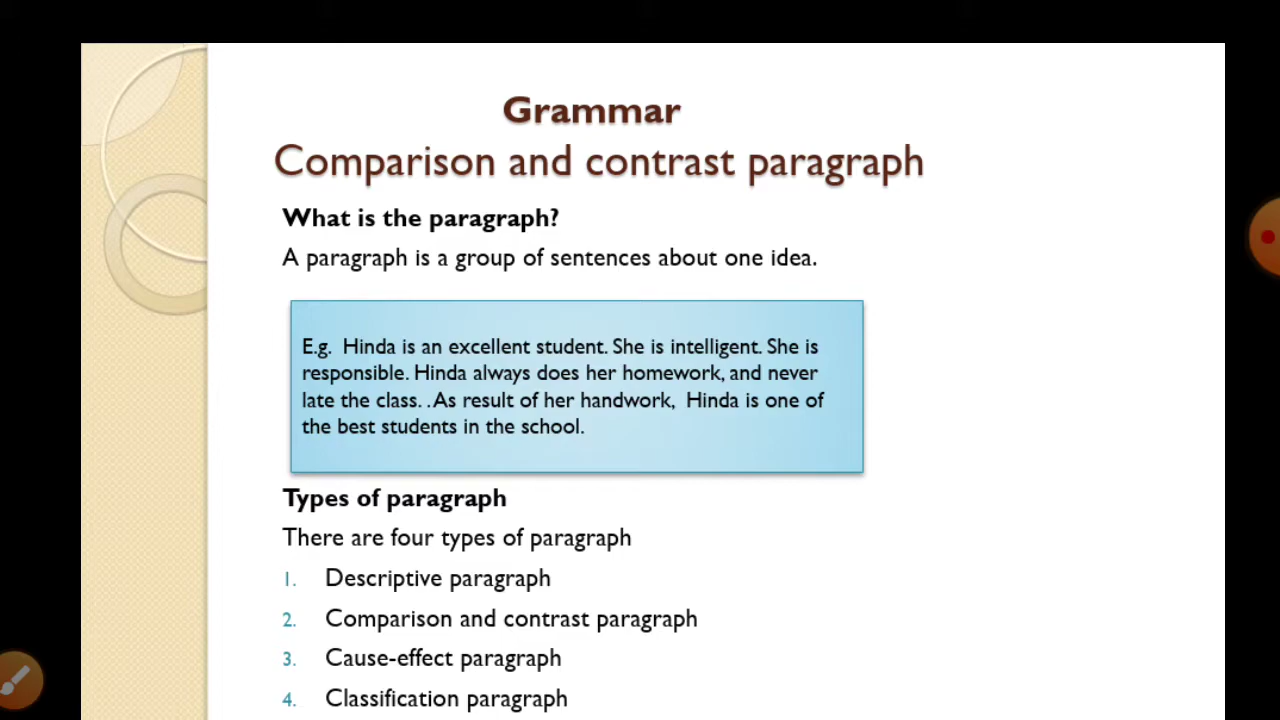 Grammar
Comparison and contrast paragraph
What is the paragraph?
A paragraph is a group of sentences about one idea.
E.g.  Hinda is an excellent student. She is intelligent. She is
responsible. Hinda always does her homework, and never
late the class. . As result of her handwork,  Hinda is one of
the best students in the school.
Types of paragraph
There are four types of paragraph
1. Descriptive paragraph
2. Comparison and contrast paragraph
3. Cause-effect paragraph
4. Classification paragraph